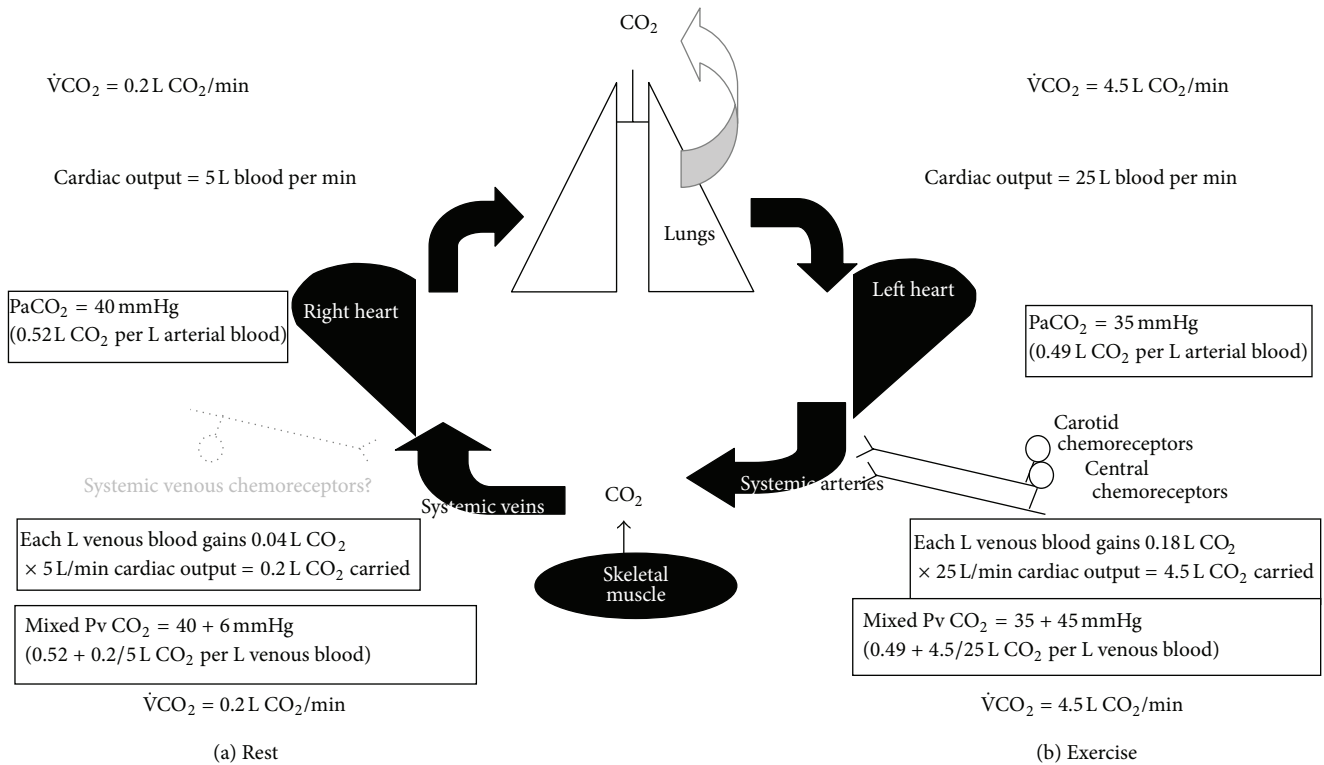 CO₂
V̇CO₂ = 0.2 L CO₂/min
V̇CO₂ = 4.5 L CO₂/min
Cardiac output = 5 L blood per min
Cardiac output = 25 L blood per min
Lungs
Right heart
Left heart
PaCO₂ = 40 mmHg
(0.52 L CO₂ per L arterial blood)
PaCO₂ = 35 mmHg
(0.49 L CO₂ per L arterial blood)
Carotid
chemoreceptors
Central
chemoreceptors
Systemic venous chemoreceptors?
Systemic veins
CO₂
Systemic arteries
Skeletal
muscle
Each L venous blood gains 0.04 L CO₂
× 5 L/min cardiac output = 0.2 L CO₂ carried
Each L venous blood gains 0.18 L CO₂
× 25 L/min cardiac output = 4.5 L CO₂ carried
Mixed Pv CO₂ = 40 + 6 mmHg
(0.52 + 0.2/5 L CO₂ per L venous blood)
Mixed Pv CO₂ = 35 + 45 mmHg
(0.49 + 4.5/25 L CO₂ per L venous blood)
V̇CO₂ = 0.2 L CO₂/min
V̇CO₂ = 4.5 L CO₂/min
(a) Rest
(b) Exercise